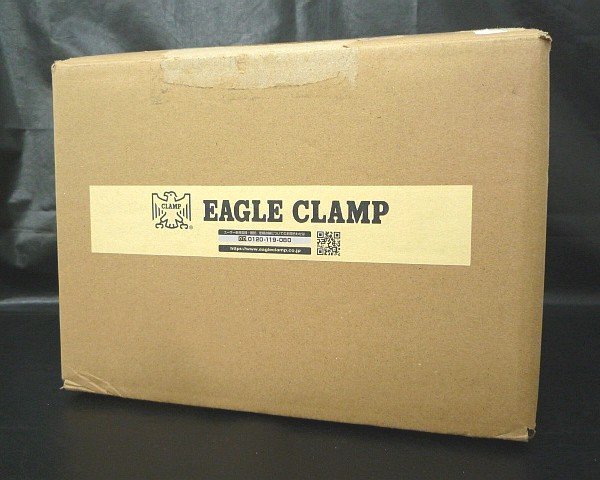 CLAMP
EAGLE CLAMP
®
0120-119-080
https://www.eagleclamp.co.jp